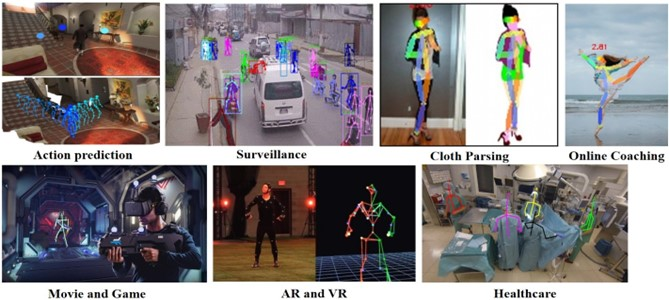 2.81
Action prediction
Surveillance
Cloth Parsing
Online Coaching
Movie and Game
AR and VR
Healthcare